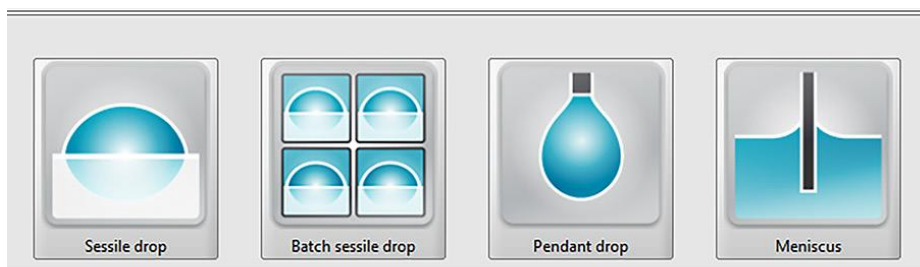 Sessile drop
Batch sessile drop
Pendant drop
Meniscus